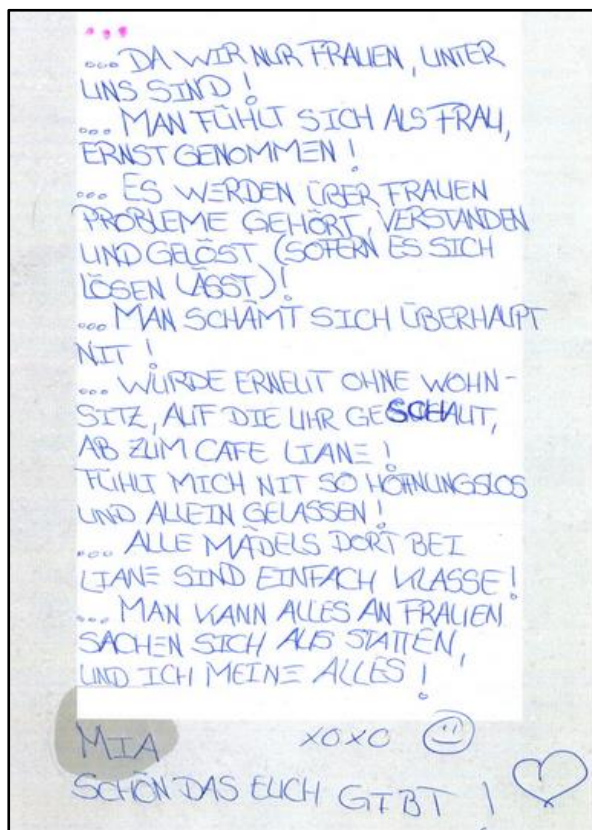 ...
... DA WIR NUR FRAUEN, UNTER
UNS SIND !
... MAN FÜHLT SICH ALS FRAU,
ERNST GENOMMEN !
... ES WERDEN ÜBER FRAUEN
PROBLEME GEHÖRT, VERSTANDEN
UND GELÖST (SOFERN ES SICH
LÖSEN LÄSST)!
... MAN SCHÄMT SICH ÜBERHAUPT
NIT !
... WURDE ERNEUT OHNE WOHN-
SITZ, AUF DIE UHR GESCHAUT,
AB ZUM CAFE LIANE !
FÜHLT MICH NIT SO HOFFNUNGSLOS
UND ALLEIN GELASSEN !
... ALLE MÄDELS DORT BEI
LIANE SIND EINFACH KLASSE !
... MAN KANN ALLES AN FRAUEN
SACHEN SICH AUS STATTEN,
UND ICH MEINE ALLES !
MIA XOXO
SCHÖN DAS EUCH GIBT !